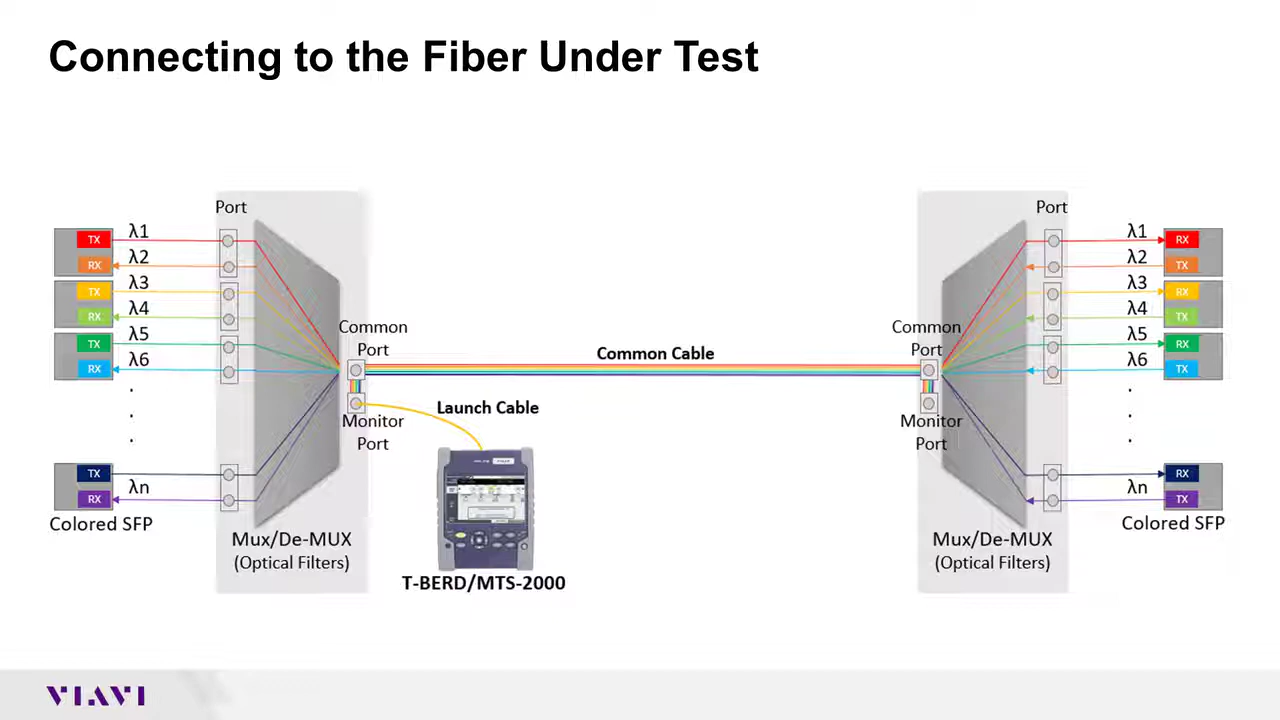 Connecting to the Fiber Under Test
Port
Port
TX
λ1
λ1
RX
RX
λ2
λ2
TX
TX
λ3
λ3
RX
RX
λ4
λ4
TX
TX
λ5
λ5
RX
RX
λ6
λ6
TX
Common
Port
Common
Port
Common Cable
Launch Cable
Monitor
Port
Monitor
Port
TX
RX
RX
λn
λn
TX
Colored SFP
Colored SFP
Mux/De-MUX
(Optical Filters)
Mux/De-MUX
(Optical Filters)
T-BERD/MTS-2000
VIAVI